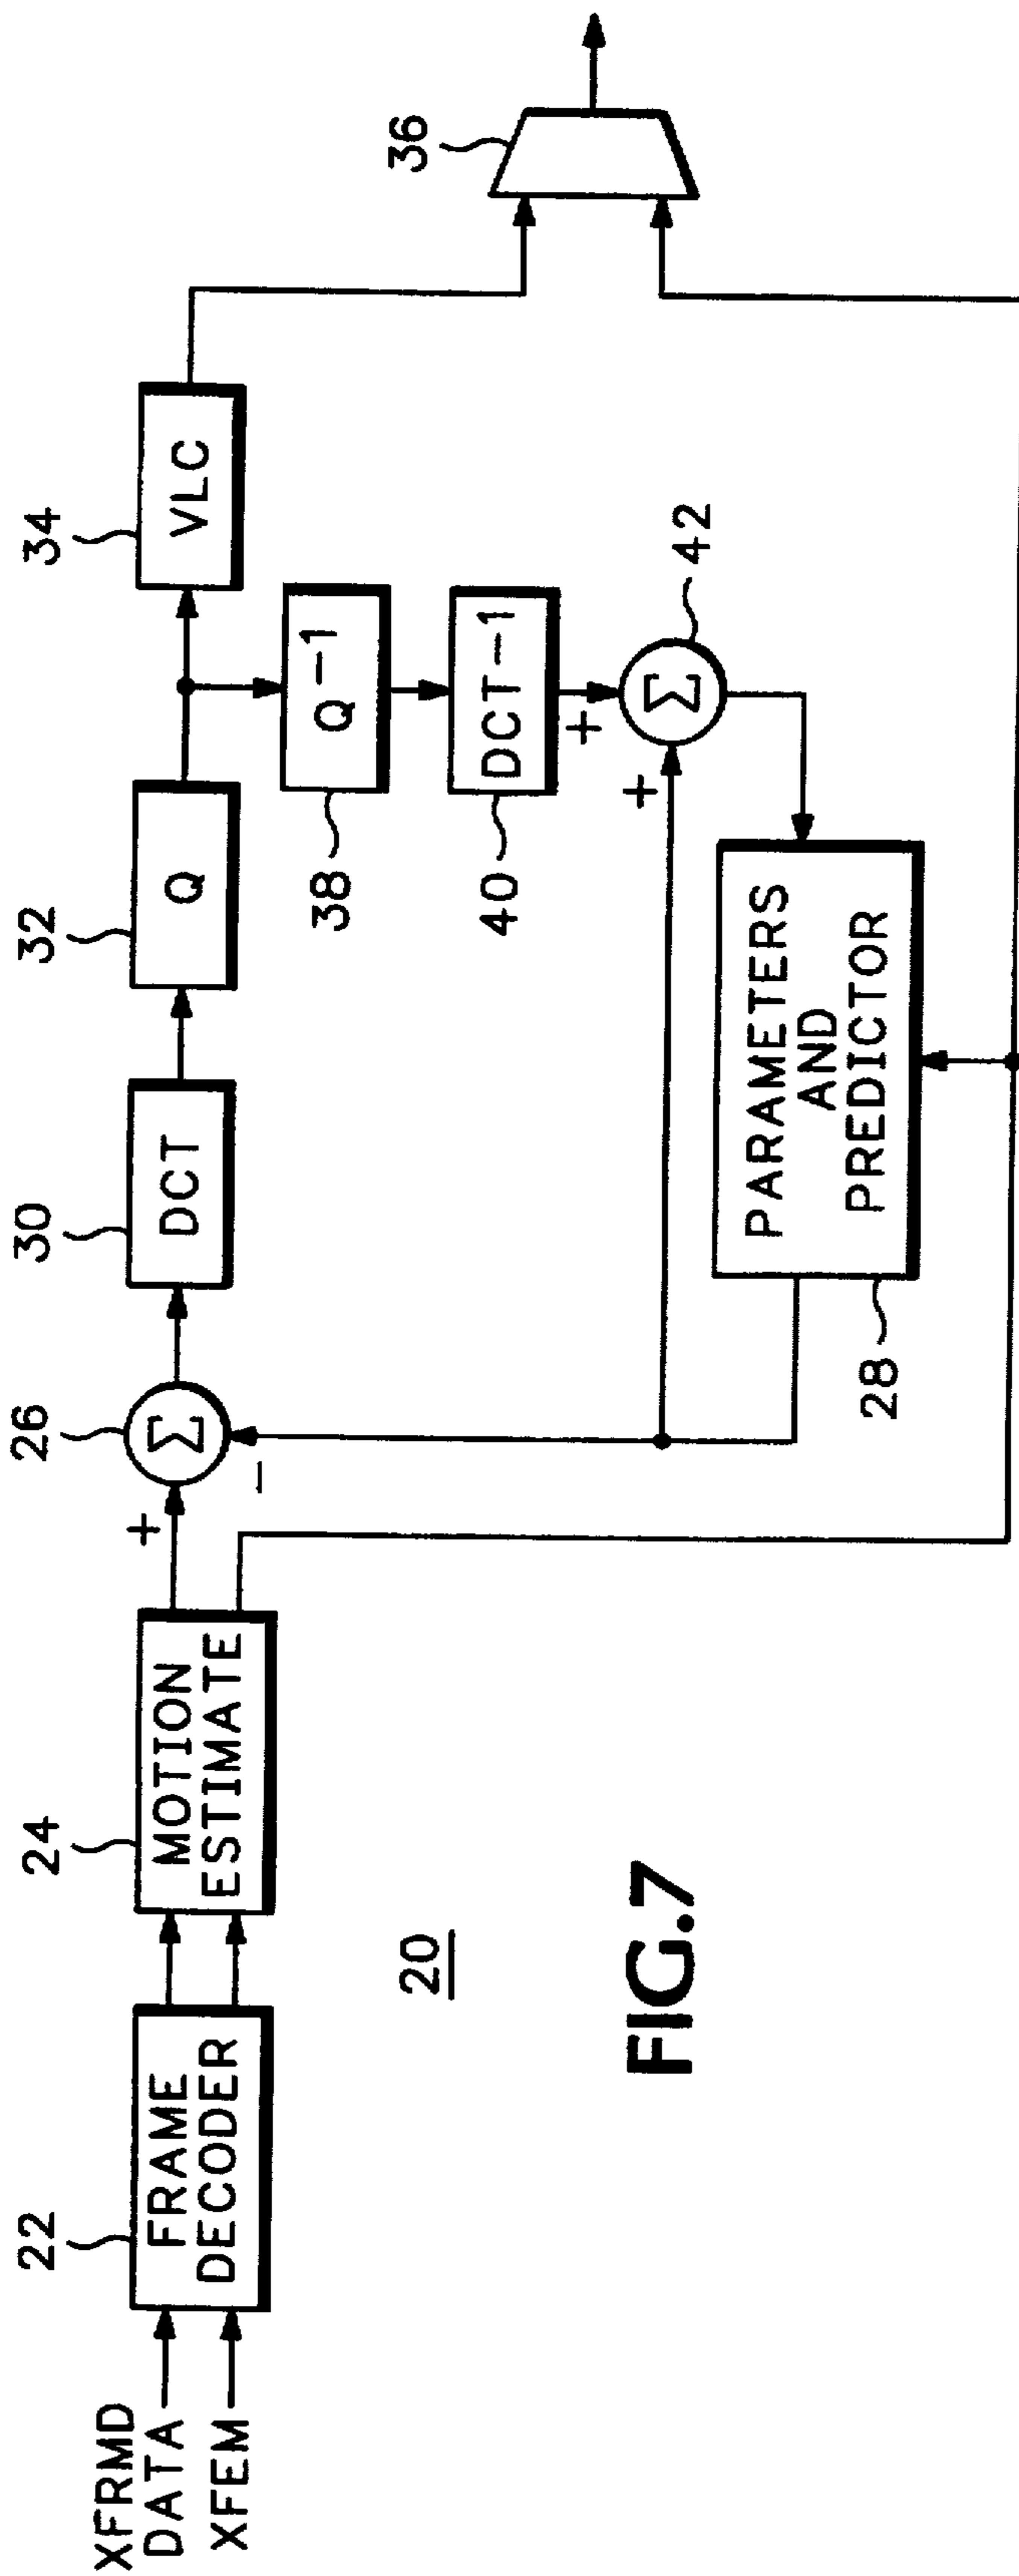 XFRMD
DATA
XFEM
22
FRAME
DECODER
24
MOTION
ESTIMATE
+
26
Σ
−
30
DCT
32
Q
34
VLC
36
38
Q−1
40
DCT−1
+
+
Σ
42
PARAMETERS
AND
PREDICTOR
28
20
FIG.7